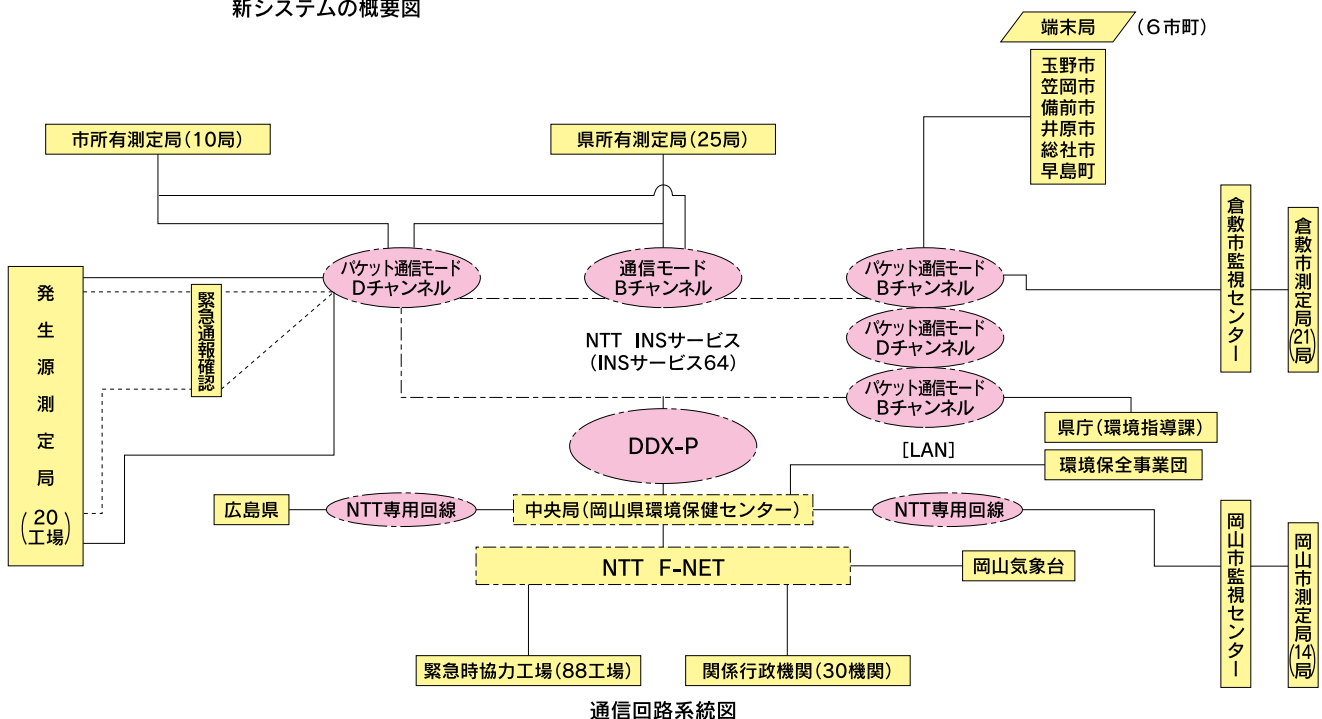 新システムの概要図
端末局
(6市町)
玉野市
笠岡市
備前市
井原市
総社市
早島町
市所有測定局(10局)
県所有測定局(25局)
倉敷市監視センター
倉敷市測定局(21局)
発生源測定局(20工場)
緊急通報確認
パケット通信モード
Dチャンネル
通信モード
Bチャンネル
パケット通信モード
Bチャンネル
パケット通信モード
Dチャンネル
パケット通信モード
Bチャンネル
NTT INSサービス
(INSサービス64)
DDX-P
県庁(環境指導課)
[LAN]
環境保全事業団
広島県
NTT専用回線
中央局(岡山県環境保健センター)
NTT専用回線
NTT F-NET
岡山気象台
岡山市監視センター
岡山市測定局(14局)
緊急時協力工場(88工場)
関係行政機関(30機関)
通信回路系統図